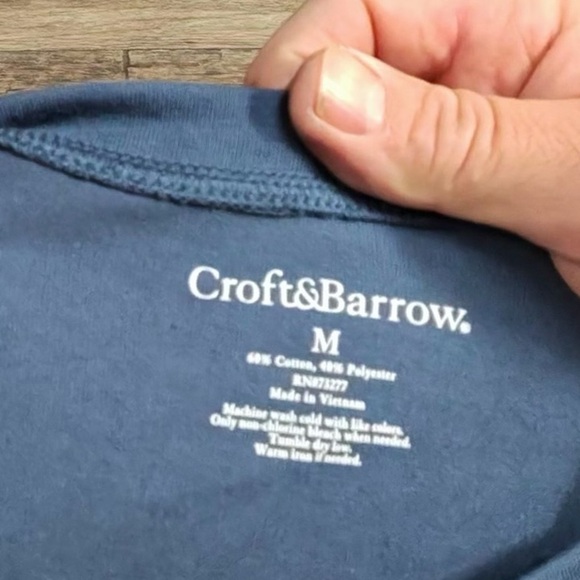 Croft&Barrow.
M
60% Cotton, 40% Polyester
RN873277
Made in Vietnam
Machine wash cold with like colors.
Only non-chlorine bleach when needed.
Tumble dry low.
Warm iron if needed.